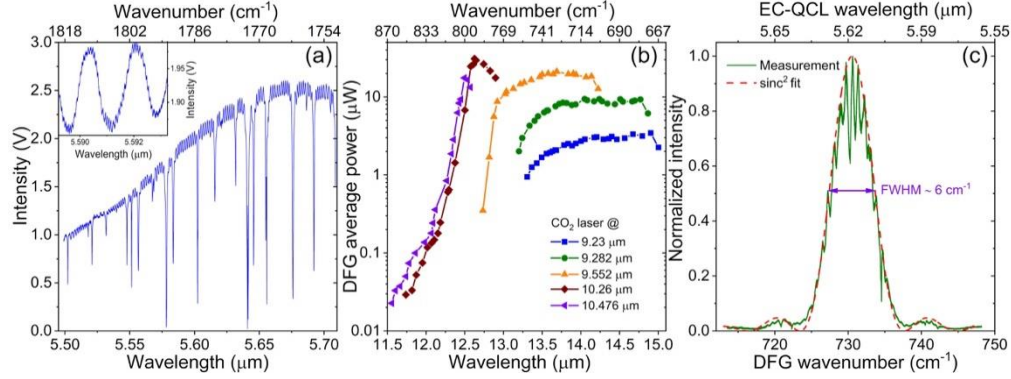 Wavenumber (cm⁻¹)
1818 1802 1786 1770 1754
a)
3.0
2.5
2.0
1.5
1.0
0.5
0.0
Intensity (V)
1.95
1.90
Intensity (V)
5.590 5.592
Wavelength (μm)
5.50 5.55 5.60 5.65 5.70
Wavelength (μm)
Wavenumber (cm⁻¹)
870 833 800 769 741 714 690 667
b)
10
1
0.1
0.01
DFG average power (μW)
CO₂ laser @
9.23 μm
9.282 μm
9.552 μm
10.26 μm
10.476 μm
11.5 12.0 12.5 13.0 13.5 14.0 14.5 15.0
Wavelength (μm)
EC-QCL wavelength (μm)
5.65 5.62 5.59 5.55
c)
Measurement
sinc² fit
FWHM ~ 6 cm⁻¹
1.0
0.8
0.6
0.4
0.2
0.0
Normalized intensity
720 730 740 750
DFG wavenumber (cm⁻¹)